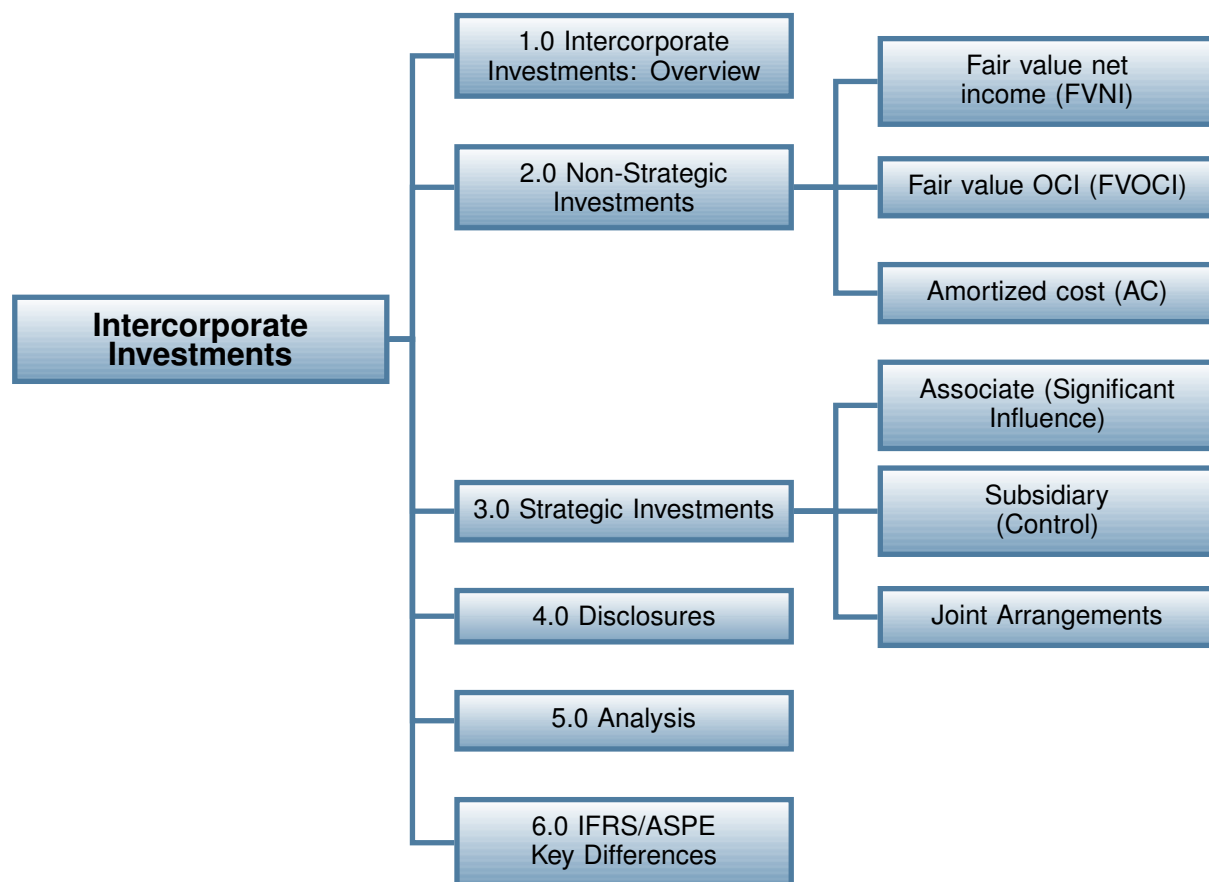 Intercorporate
Investments
1.0 Intercorporate
Investments: Overview
2.0 Non-Strategic
Investments
Fair value net
income (FVNI)
Fair value OCI (FVOCI)
Amortized cost (AC)
3.0 Strategic Investments
Associate (Significant
Influence)
Subsidiary
(Control)
Joint Arrangements
4.0 Disclosures
5.0 Analysis
6.0 IFRS/ASPE
Key Differences